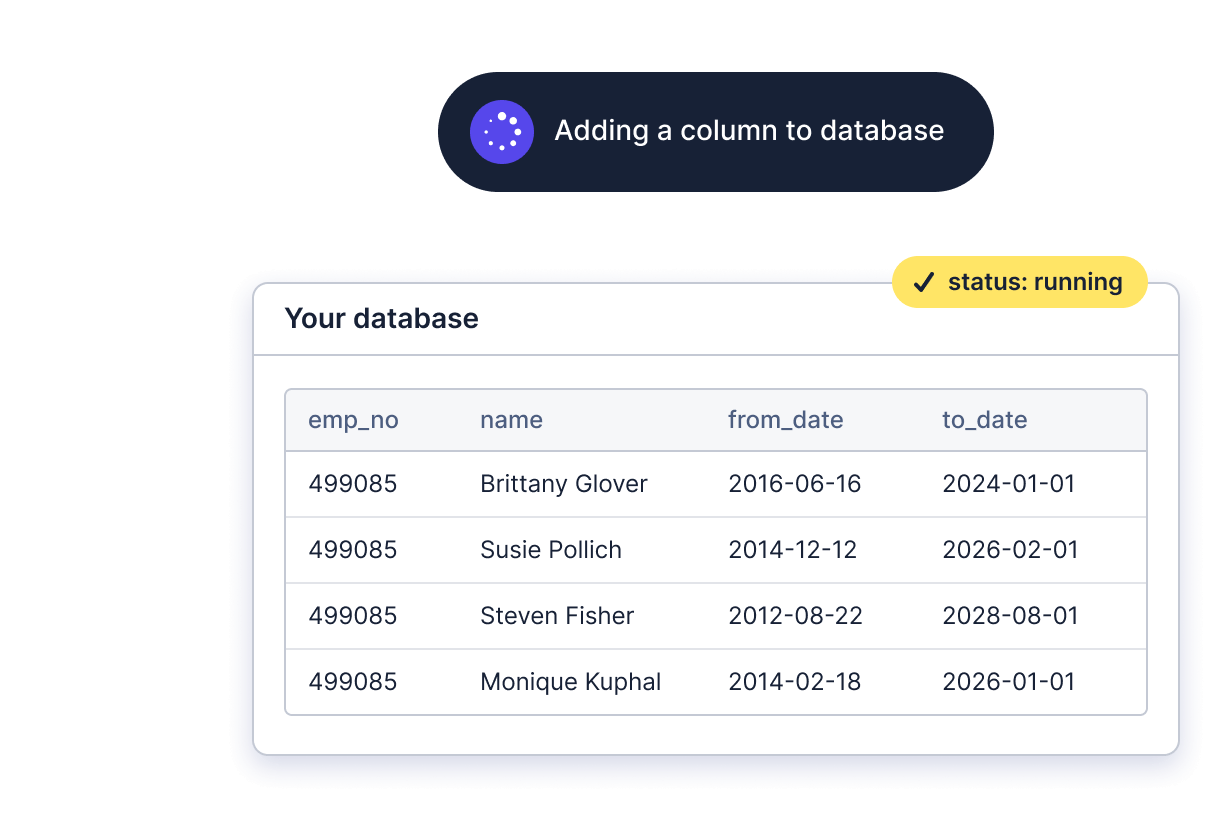 Adding a column to database
✓ status: running
Your database
emp_no name from_date to_date
499085 Brittany Glover 2016-06-16 2024-01-01
499085 Susie Pollich 2014-12-12 2026-02-01
499085 Steven Fisher 2012-08-22 2028-08-01
499085 Monique Kuphal 2014-02-18 2026-01-01